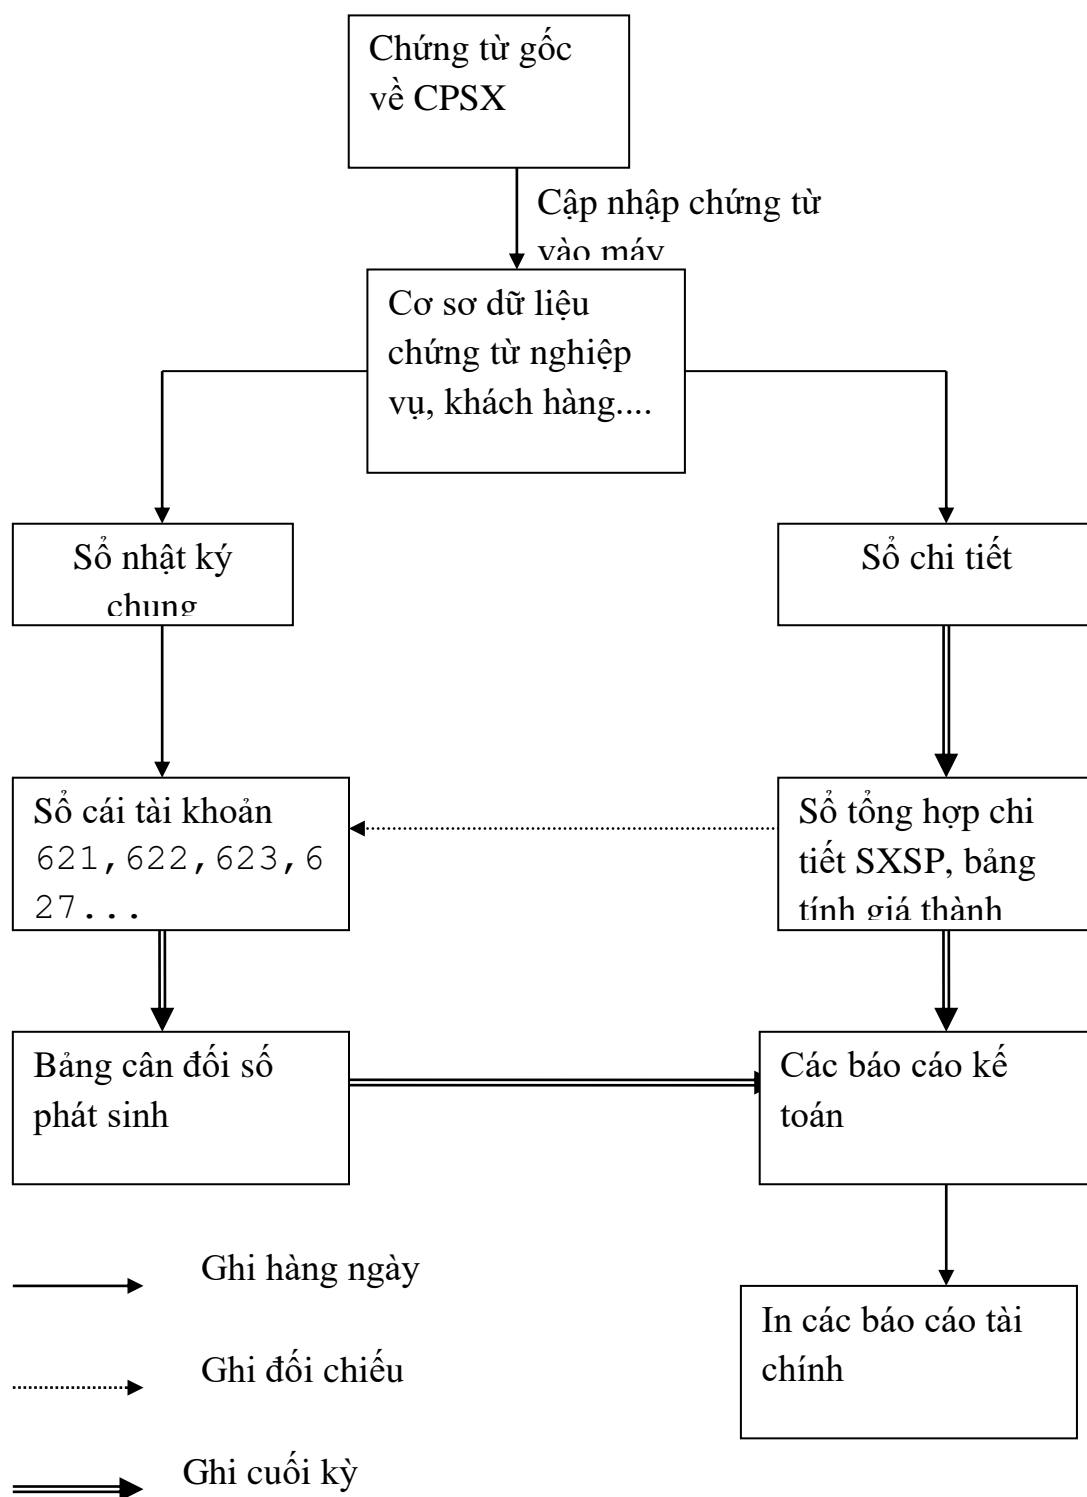 Chứng từ gốc
về CPSX
Cập nhập chứng từ
vào máy
Cơ sơ dữ liệu
chứng từ nghiệp
vụ, khách hàng....
Sổ nhật ký
chung
Sổ chi tiết
Sổ cái tài khoản
621,622,623,6
27...
Sổ tổng hợp chi
tiết SXSP, bảng
tính giá thành
Bảng cân đối số
phát sinh
Các báo cáo kế
toán
Ghi hàng ngày
In các báo cáo tài
chính
Ghi đối chiếu
Ghi cuối kỳ